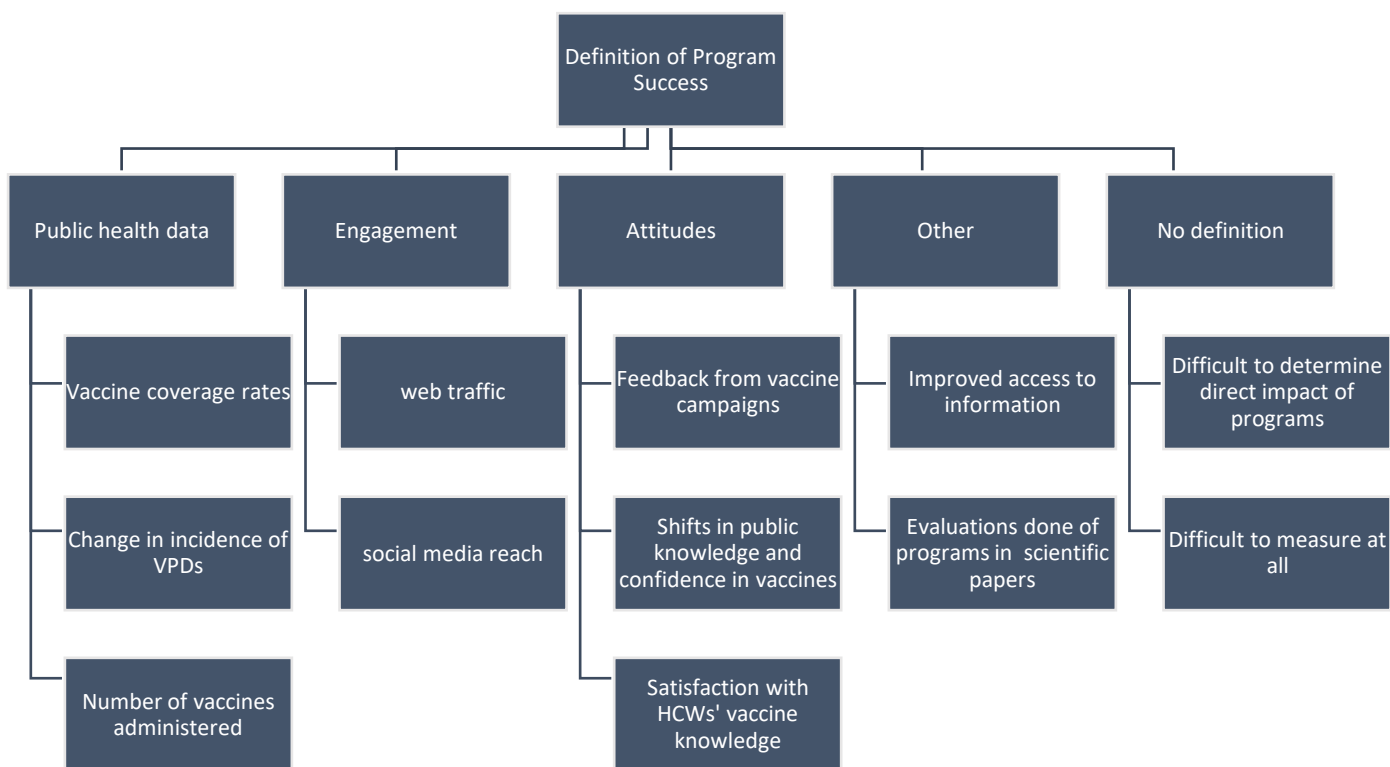 Definition of Program
Success
Public health data
Engagement
Attitudes
Other
No definition
Vaccine coverage rates
web traffic
Feedback from vaccine
campaigns
Improved access to
information
Difficult to determine
direct impact of
programs
Change in incidence of
VPDs
social media reach
Shifts in public
knowledge and
confidence in vaccines
Evaluations done of
programs in  scientific
papers
Difficult to measure at
all
Number of vaccines
administered
Satisfaction with
HCWs' vaccine
knowledge